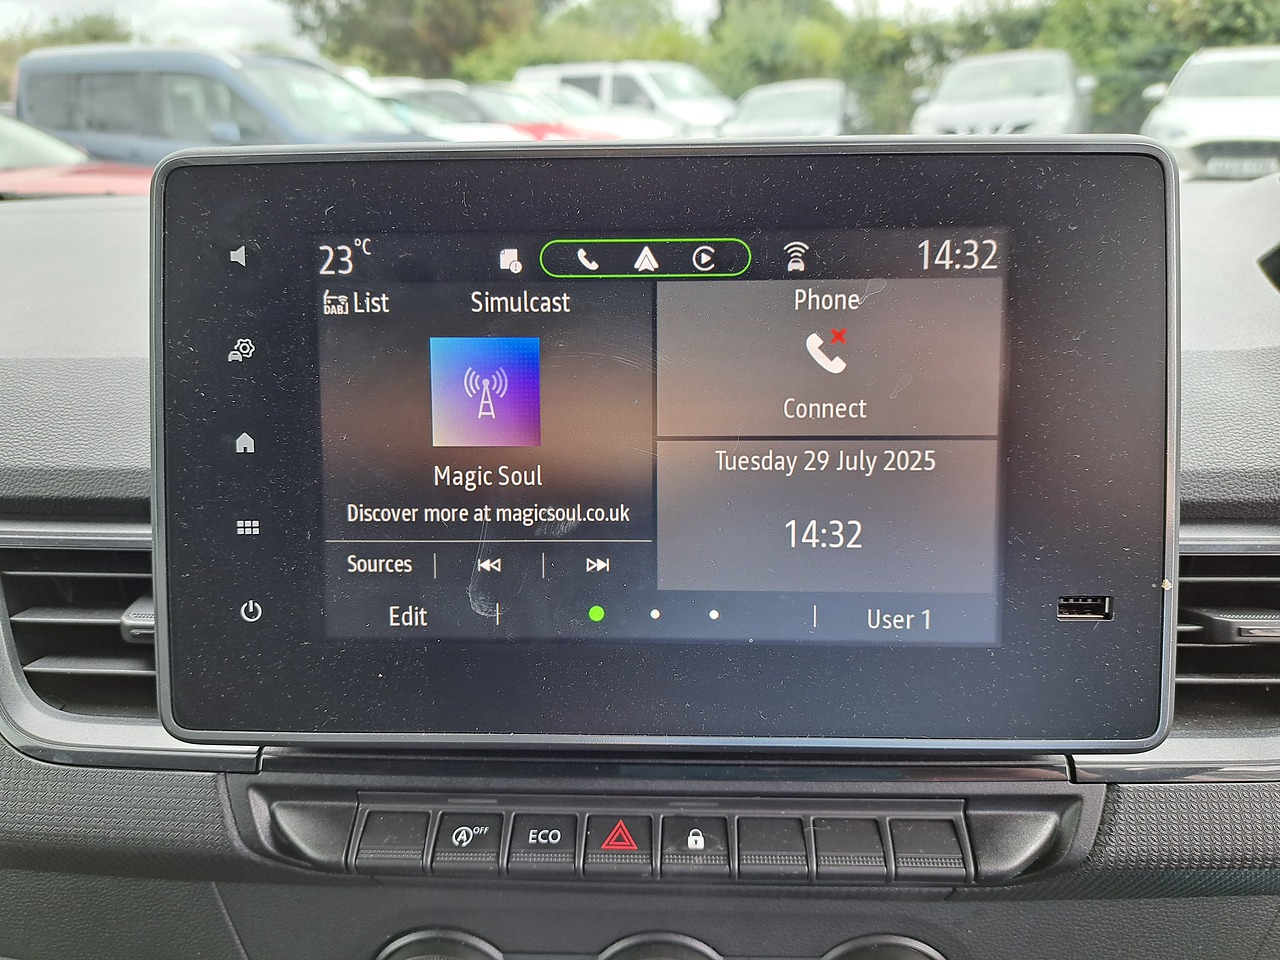 23°C
14:32
DAB List
Simulcast
Phone
Magic Soul
Connect
Discover more at magicsoul.co.uk
Tuesday 29 July 2025
14:32
Sources
Edit
User 1
A OFF
ECO